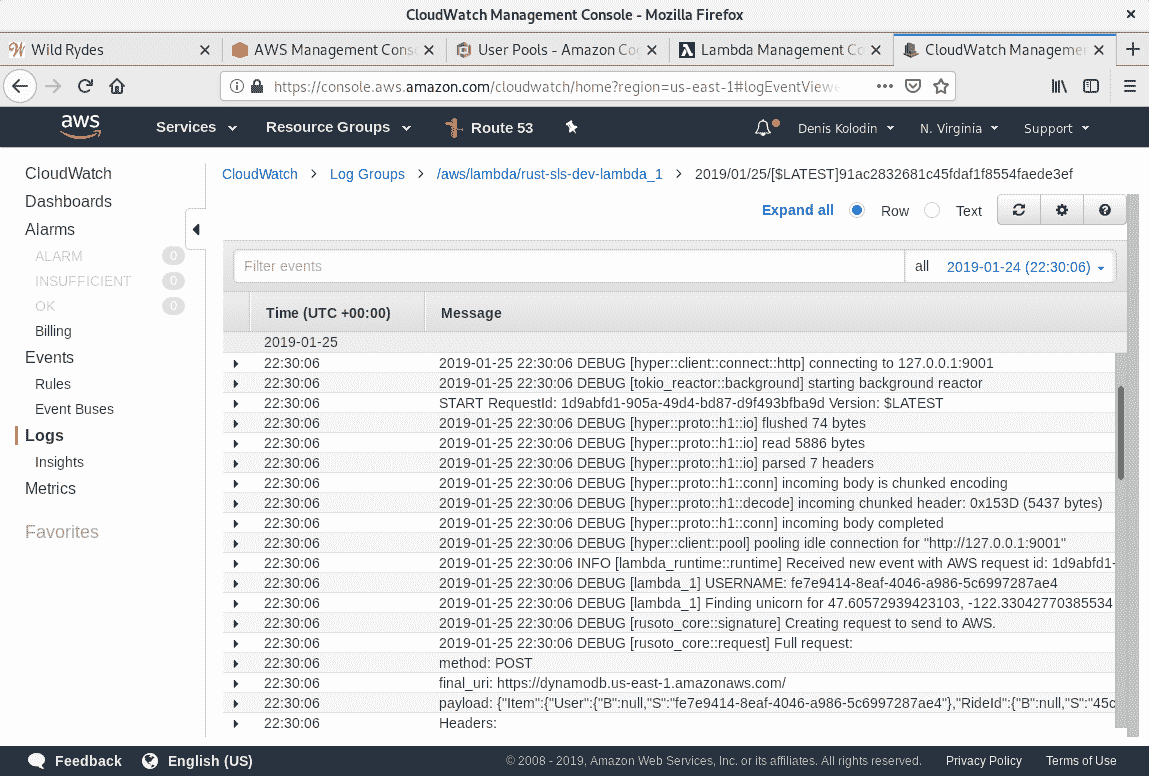 CloudWatch Management Console - Mozilla Firefox
Wild Rydes
AWS Management Cons
User Pools - Amazon Co
Lambda Management Co
CloudWatch Manageme
https://console.aws.amazon.com/cloudwatch/home?region=us-east-1#logEventViewe
aws
Services
Resource Groups
Route 53
Denis Kolodin
N. Virginia
Support
CloudWatch
Dashboards
Alarms
ALARM 0
INSUFFICIENT 0
OK 0
Billing
Events
Rules
Event Buses
Logs
Insights
Metrics
Favorites
CloudWatch > Log Groups > /aws/lambda/rust-sls-dev-lambda_1 > 2019/01/25/[$LATEST]91ac2832681c45fdaf1f8554faede3ef
Expand all Row Text
Filter events all 2019-01-24 (22:30:06)
Time (UTC +00:00) Message
2019-01-25
22:30:06 2019-01-25 22:30:06 DEBUG [hyper::client::connect::http] connecting to 127.0.0.1:9001
22:30:06 2019-01-25 22:30:06 DEBUG [tokio_reactor::background] starting background reactor
22:30:06 START RequestId: 1d9abfd1-905a-49d4-bd87-d9f493bfba9d Version: $LATEST
22:30:06 2019-01-25 22:30:06 DEBUG [hyper::proto::h1::io] flushed 74 bytes
22:30:06 2019-01-25 22:30:06 DEBUG [hyper::proto::h1::io] read 5886 bytes
22:30:06 2019-01-25 22:30:06 DEBUG [hyper::proto::h1::io] parsed 7 headers
22:30:06 2019-01-25 22:30:06 DEBUG [hyper::proto::h1::conn] incoming body is chunked encoding
22:30:06 2019-01-25 22:30:06 DEBUG [hyper::proto::h1::decode] incoming chunked header: 0x153D (5437 bytes)
22:30:06 2019-01-25 22:30:06 DEBUG [hyper::proto::h1::conn] incoming body completed
22:30:06 2019-01-25 22:30:06 DEBUG [hyper::client::pool] pooling idle connection for "http://127.0.0.1:9001"
22:30:06 2019-01-25 22:30:06 INFO [lambda_runtime::runtime] Received new event with AWS request id: 1d9abfd1-
22:30:06 2019-01-25 22:30:06 DEBUG [lambda_1] USERNAME: fe7e9414-8eaf-4046-a986-5c6997287ae4
22:30:06 2019-01-25 22:30:06 DEBUG [lambda_1] Finding unicorn for 47.60572939423103, -122.33042770385534
22:30:06 2019-01-25 22:30:06 DEBUG [rusoto_core::signature] Creating request to send to AWS.
22:30:06 2019-01-25 22:30:06 DEBUG [rusoto_core::request] Full request:
22:30:06 method: POST
22:30:06 final_uri: https://dynamodb.us-east-1.amazonaws.com/
22:30:06 payload: {"Item":{"User":{"B":null,"S":"fe7e9414-8eaf-4046-a986-5c6997287ae4"},"RideId":{"B":null,"S":"45c
22:30:06 Headers:
Feedback English (US) © 2008 - 2019, Amazon Web Services, Inc. or its affiliates. All rights reserved. Privacy Policy Terms of Use